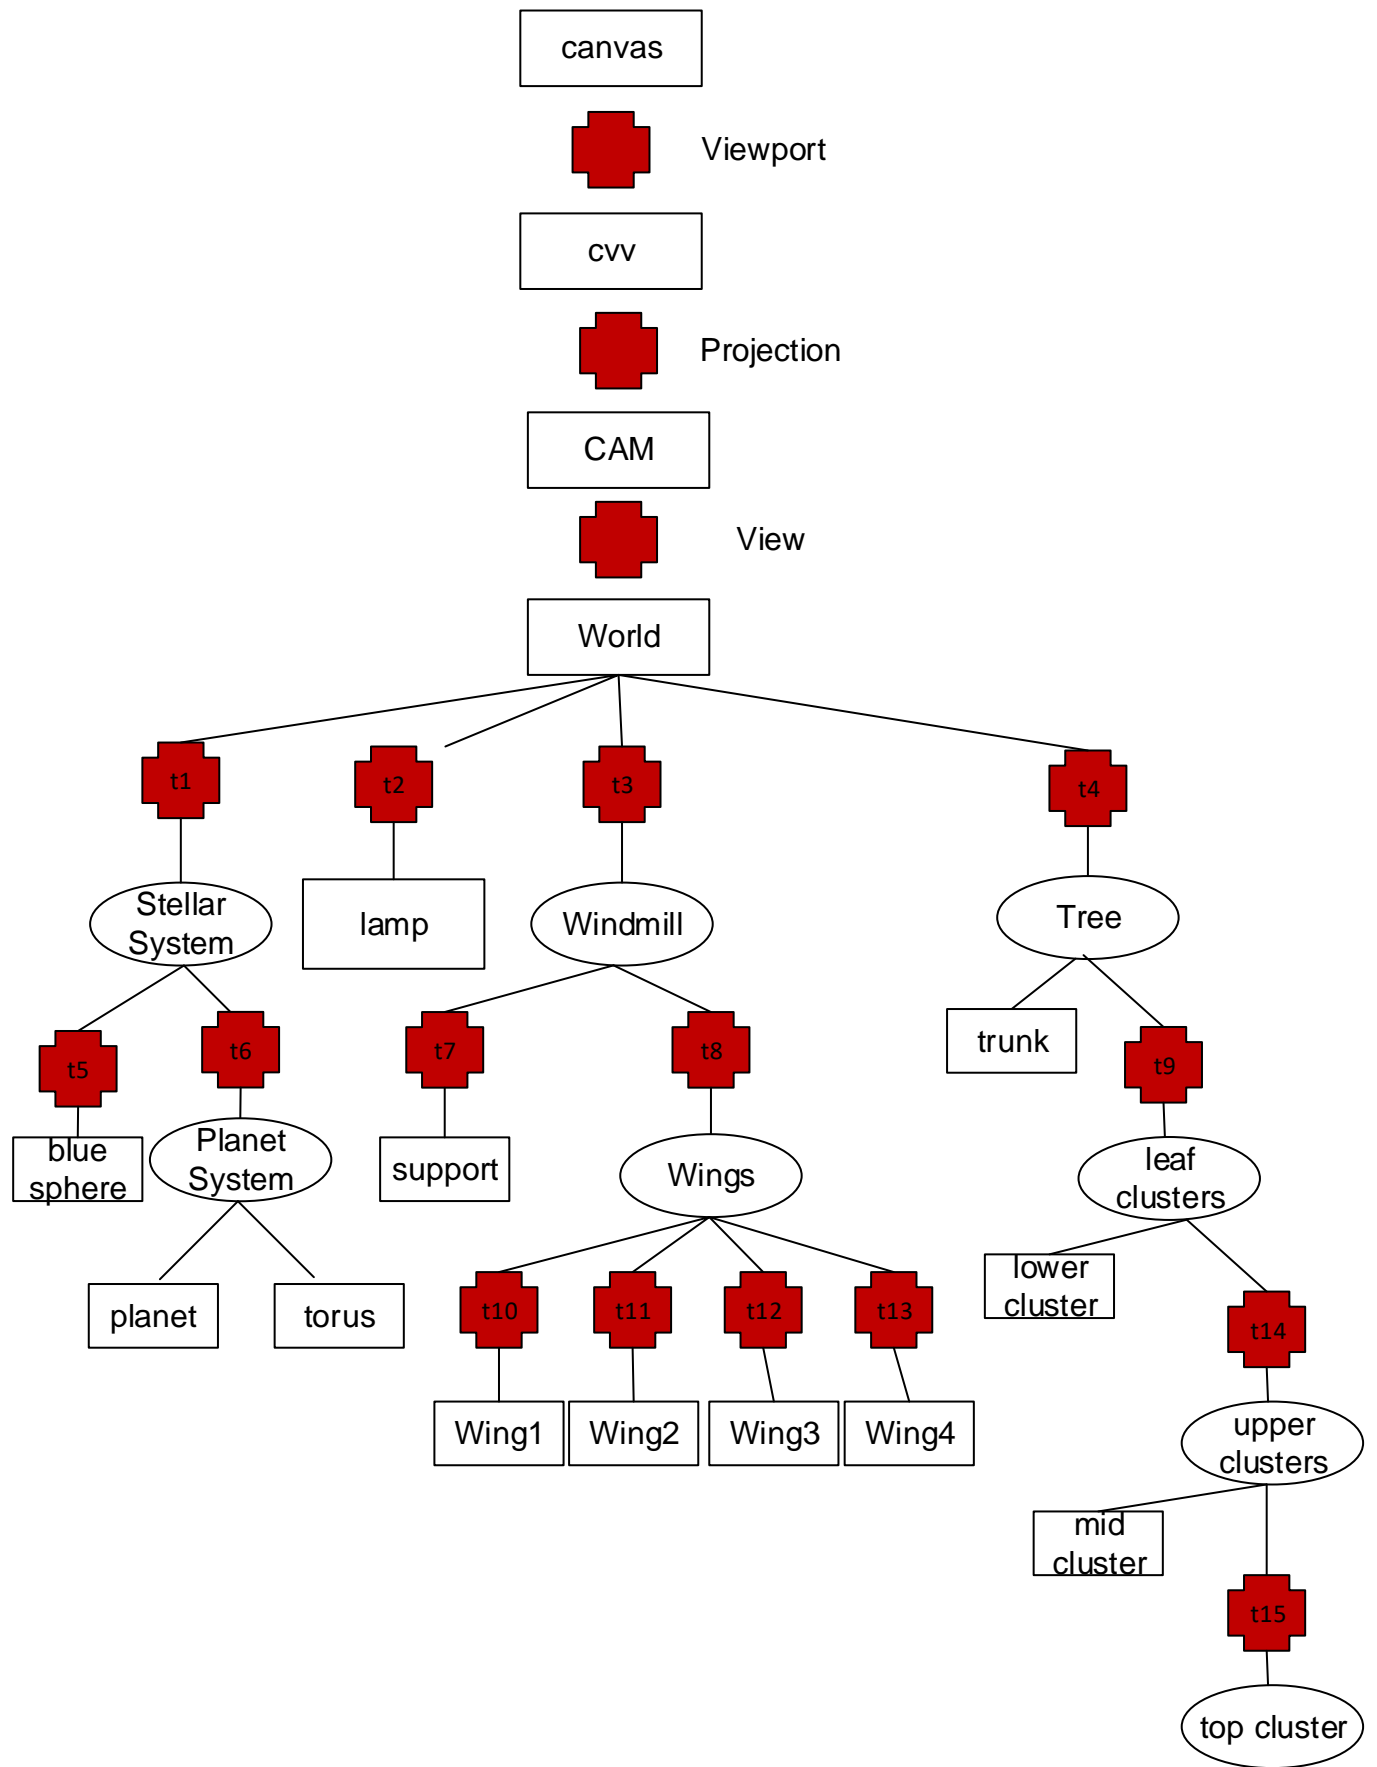 canvas
Viewport
cvv
Projection
CAM
View
World
t1
t2
t3
t4
Stellar
System
lamp
Windmill
Tree
t5
t6
t7
t8
trunk
t9
blue
sphere
Planet
System
support
Wings
leaf
clusters
planet
torus
t10
t11
t12
t13
lower
cluster
t14
Wing1
Wing2
Wing3
Wing4
upper
clusters
mid
cluster
t15
top cluster